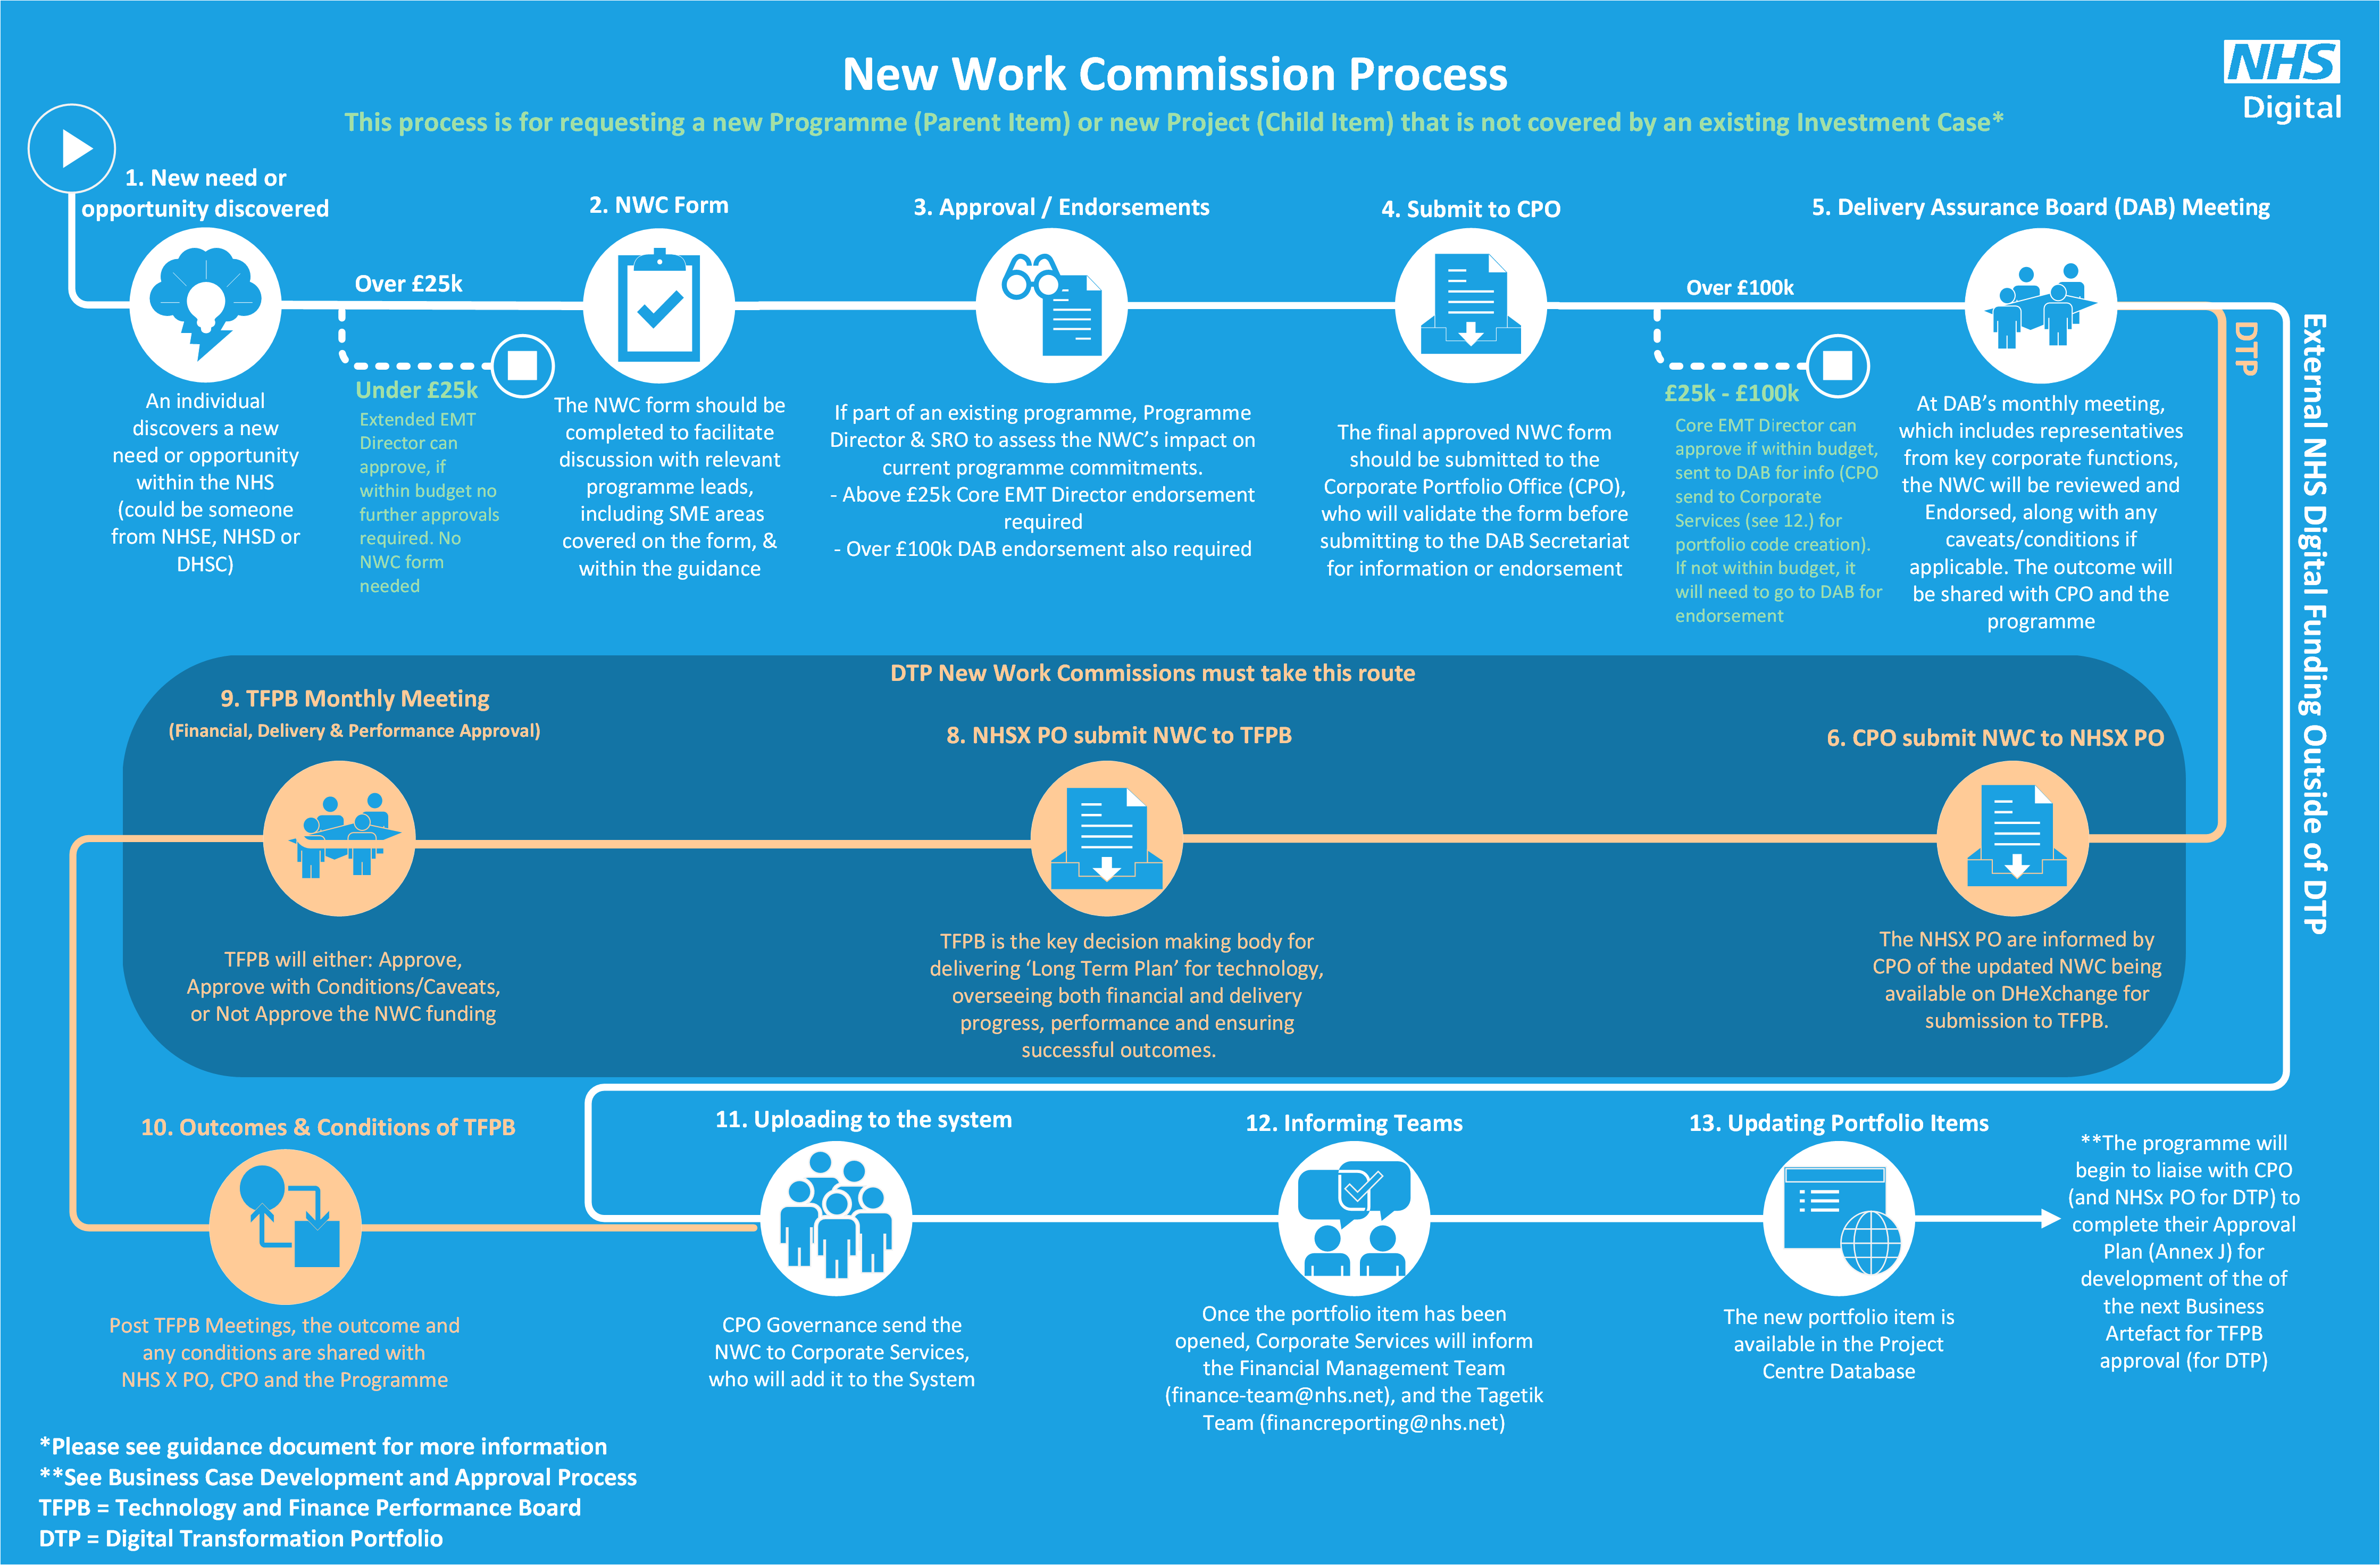 New Work Commission Process
NHS
Digital
This process is for requesting a new Programme (Parent Item) or new Project (Child Item) that is not covered by an existing Investment Case*
1. New need or
opportunity discovered
An individual
discovers a new
need or opportunity
within the NHS
(could be someone
from NHSE, NHSD or
DHSC)
Over £25k
Under £25k
Extended EMT
Director can
approve, if
within budget no
further approvals
required. No
NWC form
needed
2. NWC Form
The NWC form should be
completed to facilitate
discussion with relevant
programme leads,
including SME areas
covered on the form, &
within the guidance
3. Approval / Endorsements
If part of an existing programme, Programme
Director & SRO to assess the NWC's impact on
current programme commitments.
- Above £25k Core EMT Director endorsement
required
- Over £100k DAB endorsement also required
4. Submit to CPO
The final approved NWC form
should be submitted to the
Corporate Portfolio Office (CPO),
who will validate the form before
submitting to the DAB Secretariat
for information or endorsement
Over £100k
£25k - £100k
Core EMT Director can
approve if within budget,
sent to DAB for info (CPO
send to Corporate
Services (see 12.) for
portfolio code creation).
If not within budget, it
will need to go to DAB for
endorsement
5. Delivery Assurance Board (DAB) Meeting
At DAB's monthly meeting,
which includes representatives
from key corporate functions,
the NWC will be reviewed and
Endorsed, along with any
caveats/conditions if
applicable. The outcome will
be shared with CPO and the
programme
DTP
External NHS Digital Funding Outside of DTP
DTP New Work Commissions must take this route
9. TFPB Monthly Meeting
(Financial, Delivery & Performance Approval)
TFPB will either: Approve,
Approve with Conditions/Caveats,
or Not Approve the NWC funding
8. NHSX PO submit NWC to TFPB
TFPB is the key decision making body for
delivering ‘Long Term Plan’ for technology,
overseeing both financial and delivery
progress, performance and ensuring
successful outcomes.
6. CPO submit NWC to NHSX PO
The NHSX PO are informed by
CPO of the updated NWC being
available on DHeXchange for
submission to TFPB.
10. Outcomes & Conditions of TFPB
Post TFPB Meetings, the outcome and
any conditions are shared with
NHS X PO, CPO and the Programme
11. Uploading to the system
CPO Governance send the
NWC to Corporate Services,
who will add it to the System
12. Informing Teams
Once the portfolio item has been
opened, Corporate Services will inform
the Financial Management Team
(finance-team@nhs.net), and the Tagetik
Team (financreporting@nhs.net)
13. Updating Portfolio Items
The new portfolio item is
available in the Project
Centre Database
**The programme will
begin to liaise with CPO
(and NHSx PO for DTP) to
complete their Approval
Plan (Annex J) for
development of the of
the next Business
Artefact for TFPB
approval (for DTP)
*Please see guidance document for more information
**See Business Case Development and Approval Process
TFPB = Technology and Finance Performance Board
DTP = Digital Transformation Portfolio